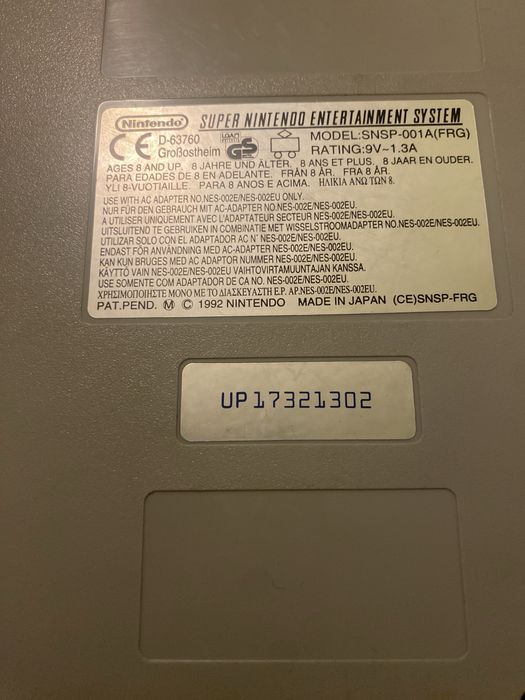 Nintendo® SUPER NINTENDO ENTERTAINMENT SYSTEM
CE D-63760 Großostheim GS MODEL:SNSP-001A(FRG)
RATING:9V~1.3A
AGES 8 AND UP. 8 JAHRE UND ÄLTER. 8 ANS ET PLUS. 8 JAAR EN OUDER.
PARA EDADES DE 8 EN ADELANTE. FRÅN 8 ÅR. FRA 8 ÅR.
YLI 8-VUOTIAILLE. PARA 8 ANOS E ACIMA. ΗΛΙΚΙΑ ΑΝΩ ΤΩΝ 8.
USE WITH AC ADAPTER NO.NES-002E/NES-002EU ONLY.
NUR FÜR DEN GEBRAUCH MIT AC-ADAPTER NO.NES-002E/NES-002EU.
A UTILISER UNIQUEMENT AVEC L'ADAPTATEUR SECTEUR NES-002E/NES-002EU.
UITSLUITEND TE GEBRUIKEN IN COMBINATIE MET WISSELSTROOMADAPTER NO.NES-002E/NES-002EU.
UTILIZAR SOLO CON EL ADAPTADOR AC N° NES-002E/NES-002EU.
ENDAST FÖR ANVÄNDNING MED AC-ADAPTER NES-002E/NES-002EU.
KAN KUN BRUGES MED AC ADAPTOR NUMMER NES-002E/NES-002EU.
KÄYTTÖ VAIN NES-002E/NES-002EU VAIHTOVIRTAMUUNTAJAN KANSSA.
USE SOMENTE COM ADAPTADOR DE CA NO. NES-002E/NES-002EU.
ΧΡΗΣΙΜΟΠΟΙΗΣΤΕ ΜΟΝΟ ΜΕ ΤΟ ΔΙΑΣΚΕΥΑΣΤΗ Ε.Ρ. ΑΡ.NES-002E/NES-002EU.
PAT.PEND. Ⓜ © 1992 NINTENDO MADE IN JAPAN (CE)SNSP-FRG
UP17321302